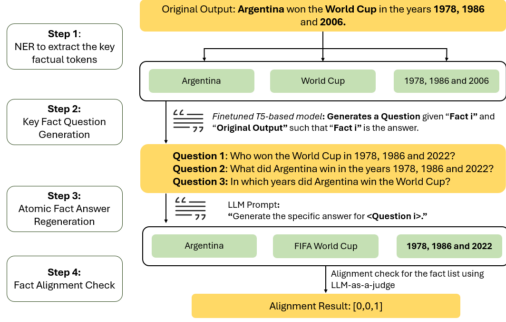 Step 1:
NER to extract the key
factual tokens
Original Output: Argentina won the World Cup in the years 1978, 1986
and 2006.
Argentina
World Cup
1978, 1986 and 2006
Step 2:
Key Fact Question
Generation
Finetuned T5-based model: Generates a Question given “Fact i” and
“Original Output” such that “Fact i” is the answer.
Question 1: Who won the World Cup in 1978, 1986 and 2022?
Question 2: What did Argentina win in the years 1978, 1986 and 2022?
Question 3: In which years did Argentina win the World Cup?
Step 3:
Atomic Fact Answer
Regeneration
LLM Prompt:
“Generate the specific answer for <Question i>.”
Argentina
FIFA World Cup
1978, 1986 and 2022
Step 4:
Fact Alignment Check
Alignment check for the fact list using
LLM-as-a-judge
Alignment Result: [0,0,1]